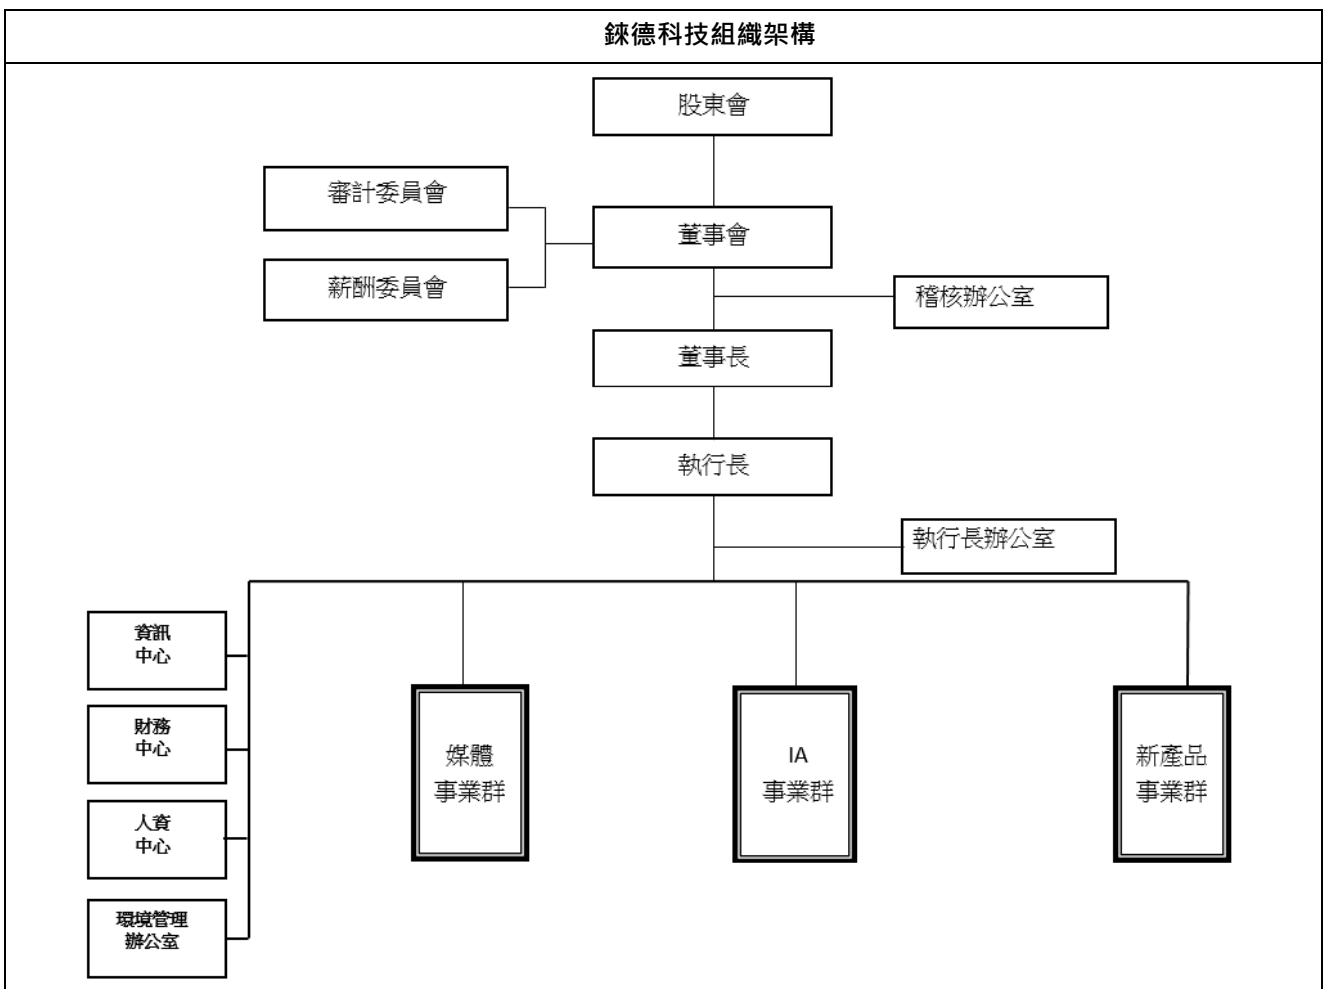 錸德科技組織架構
股東會
審計委員會
董事會
薪酬委員會
稽核辦公室
董事長
執行長
執行長辦公室
資訊
中心
財務
中心
人資
中心
環境管理
辦公室
媒體
事業群
IA
事業群
新產品
事業群